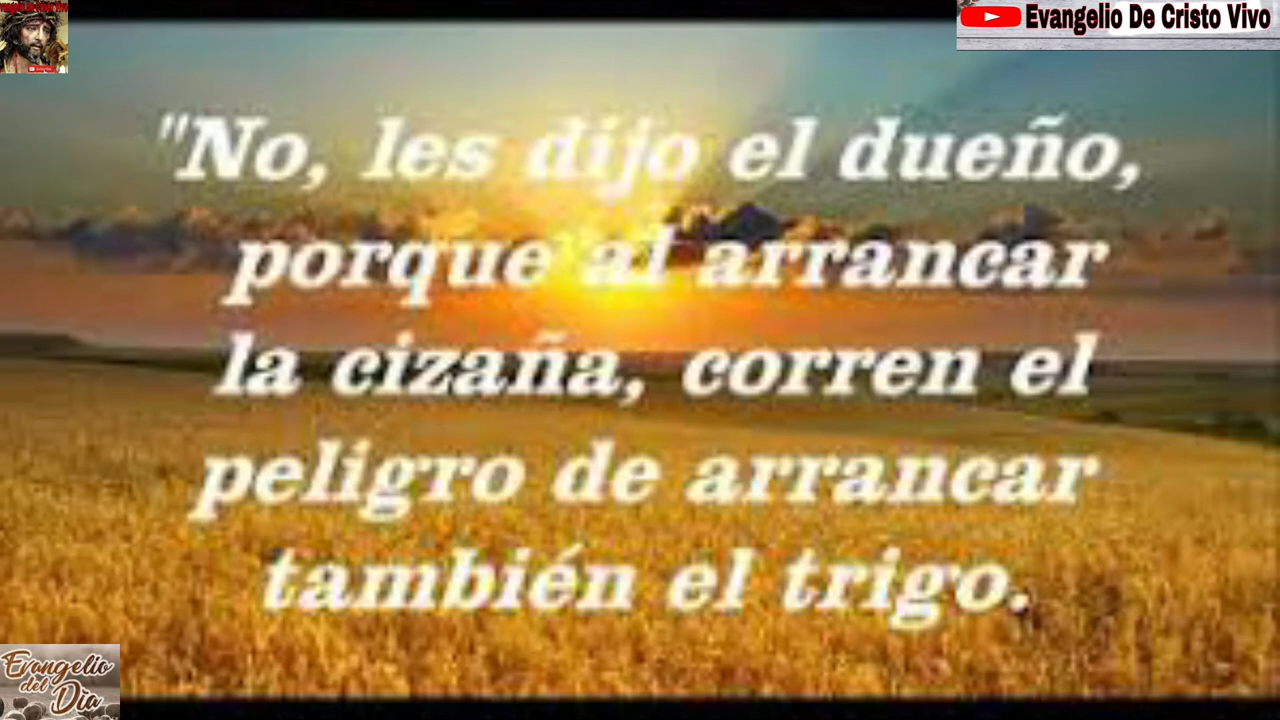 Evangelio De Cristo Vivo
"No, les dijo el dueño,
porque al arrancar
la cizaña, corren el
peligro de arrancar
también el trigo.
Evangelio
del Dia